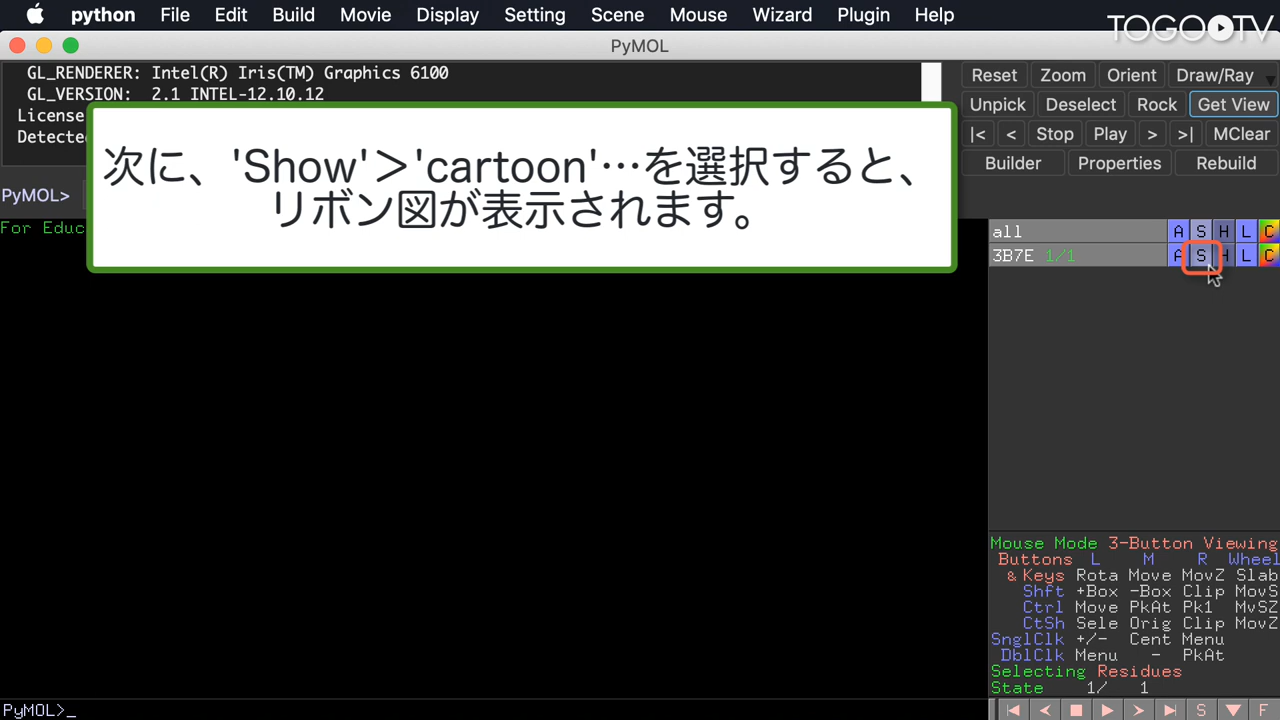 python File Edit Build Movie Display Setting Scene Mouse Wizard Plugin Help
TOGOTV
PyMOL
GL_RENDERER: Intel(R) Iris(TM) Graphics 6100
GL_VERSION: 2.1 INTEL-12.10.12
License
Detected
次に、'Show'＞'cartoon'…を選択すると、
リボン図が表示されます。
PyMOL>
For Educ
Reset Zoom Orient Draw/Ray
Unpick Deselect Rock Get View
|< < Stop Play > >| MClear
Builder Properties Rebuild
all A S H L C
3B7E 1/1 A S H L C
Mouse Mode 3-Button Viewing
Buttons L M R Wheel
& Keys Rota Move MovZ Slab
Shft +Box -Box Clip MovS
Ctrl Move PkAt Pk1 MvSZ
CtSh Sele Orig Clip MovZ
SnglClk +/- Cent Menu
DblClk Menu - PkAt
Selecting Residues
State 1/ 1
S F
PyMOL>_